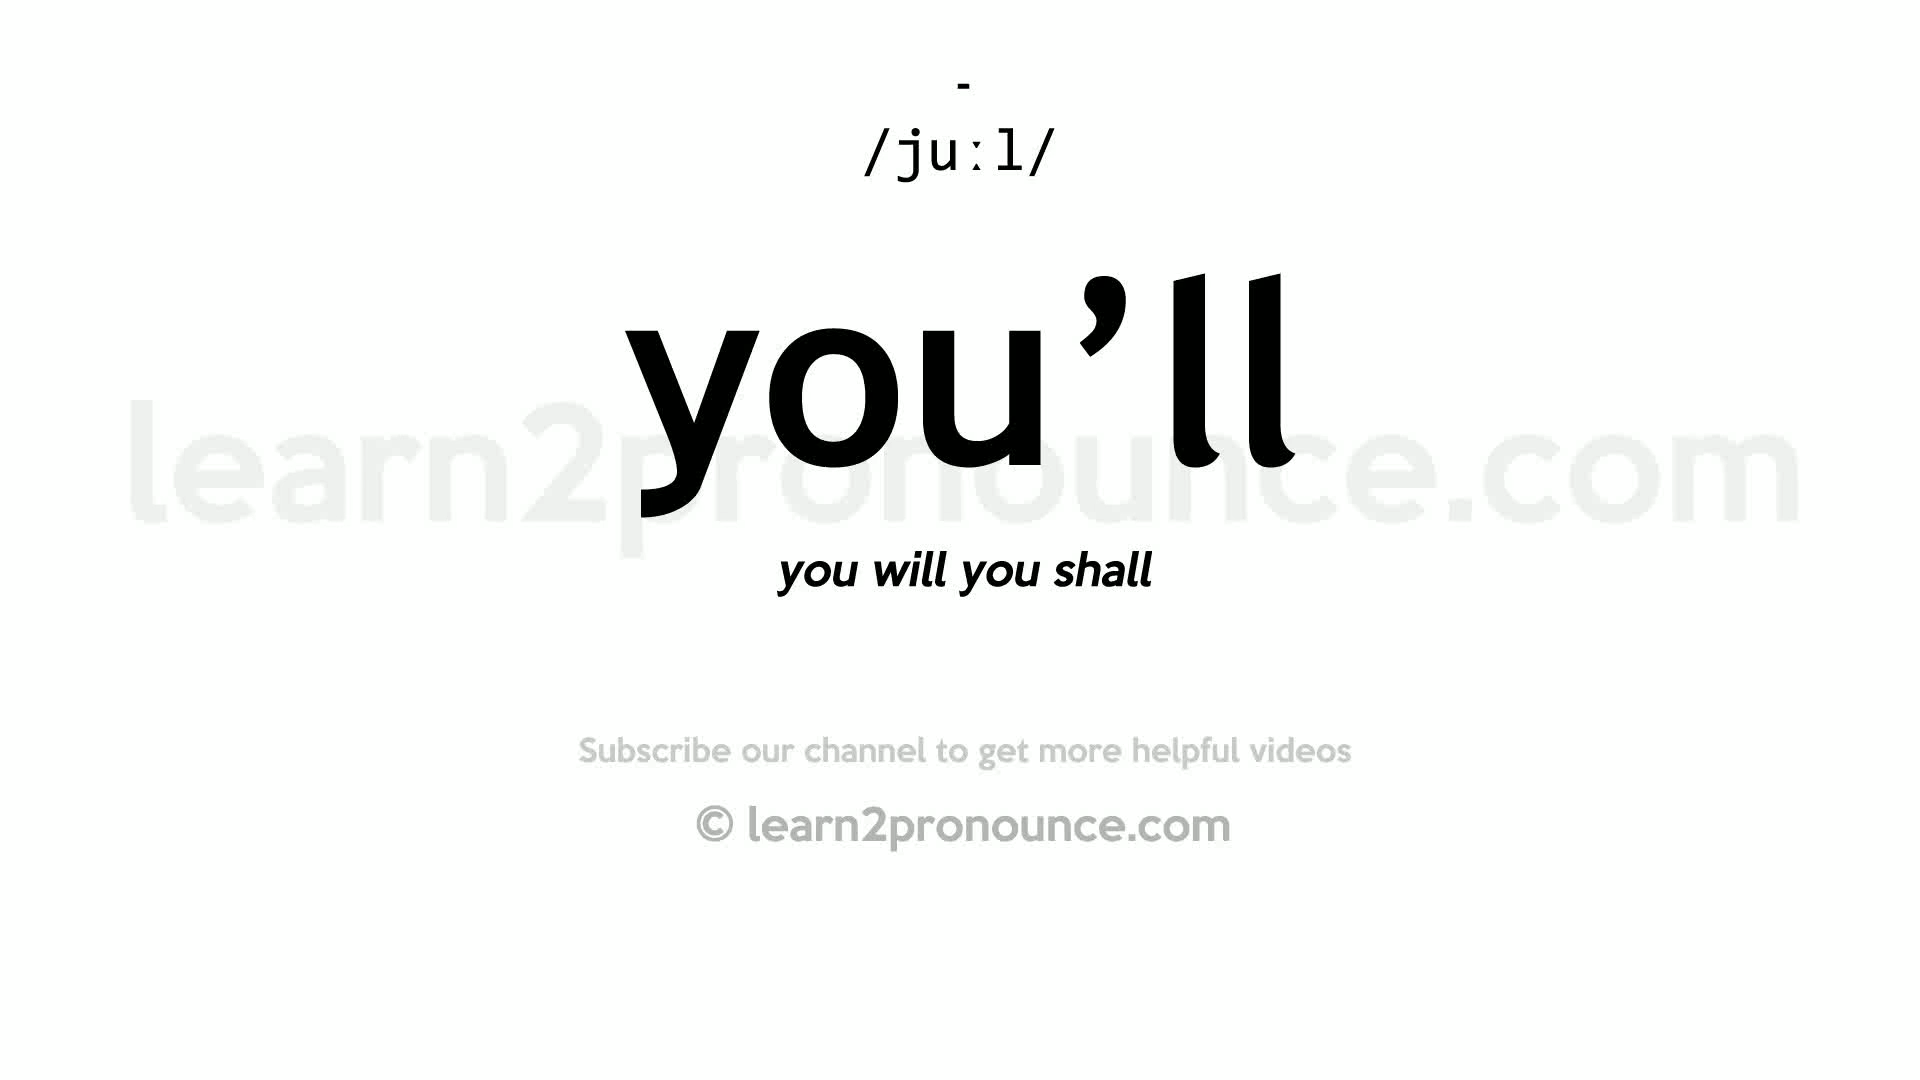 -
/juːl/
you’ll
learn2pronounce.com
you will you shall
Subscribe our channel to get more helpful videos
© learn2pronounce.com